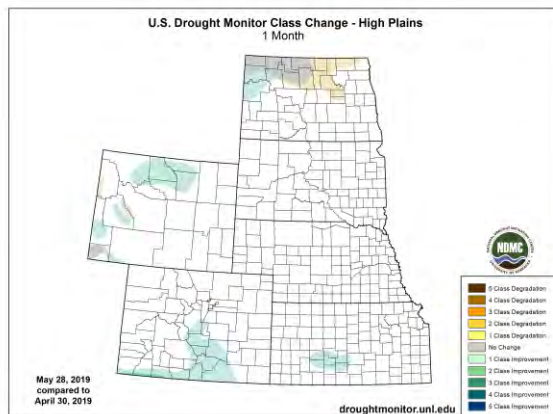 U.S. Drought Monitor Class Change - High Plains
1 Month
NDMC
5 Class Degradation
4 Class Degradation
3 Class Degradation
2 Class Degradation
1 Class Degradation
No Change
1 Class Improvement
2 Class Improvement
3 Class Improvement
4 Class Improvement
5 Class Improvement
May 28, 2019
compared to
April 30, 2019
droughtmonitor.unl.edu